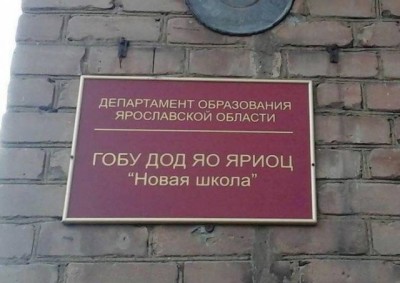 ДЕПАРТАМЕНТ ОБРАЗОВАНИЯ
ЯРОСЛАВСКОЙ ОБЛАСТИ
ГОБУ ДОД ЯО ЯРИОЦ
“Новая школа”